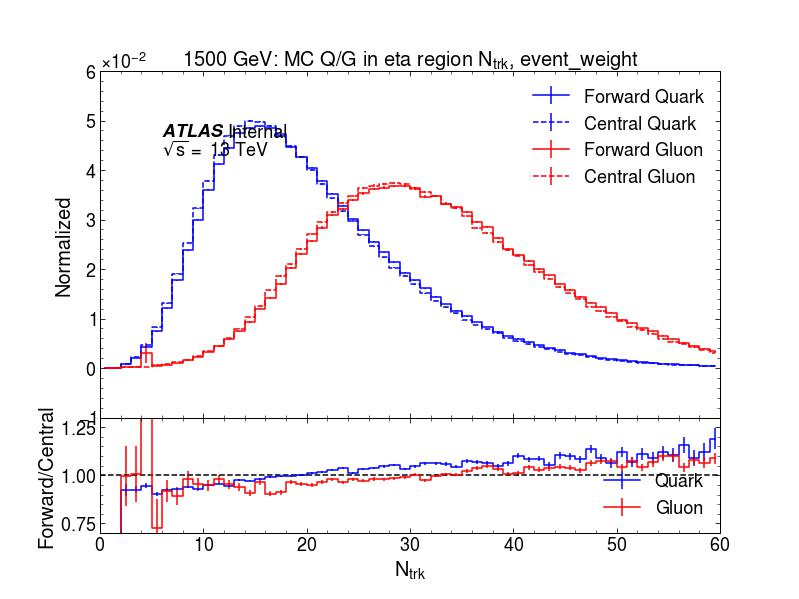 ×10⁻²
1500 GeV: MC Q/G in eta region N_trk, event_weight
6
5
4
3
2
1
0
−1
Normalized
ATLAS Internal
√s = 13 TeV
Forward Quark
Central Quark
Forward Gluon
Central Gluon
1.25
1.00
0.75
Forward/Central
Quark
Gluon
0 10 20 30 40 50 60
N_trk